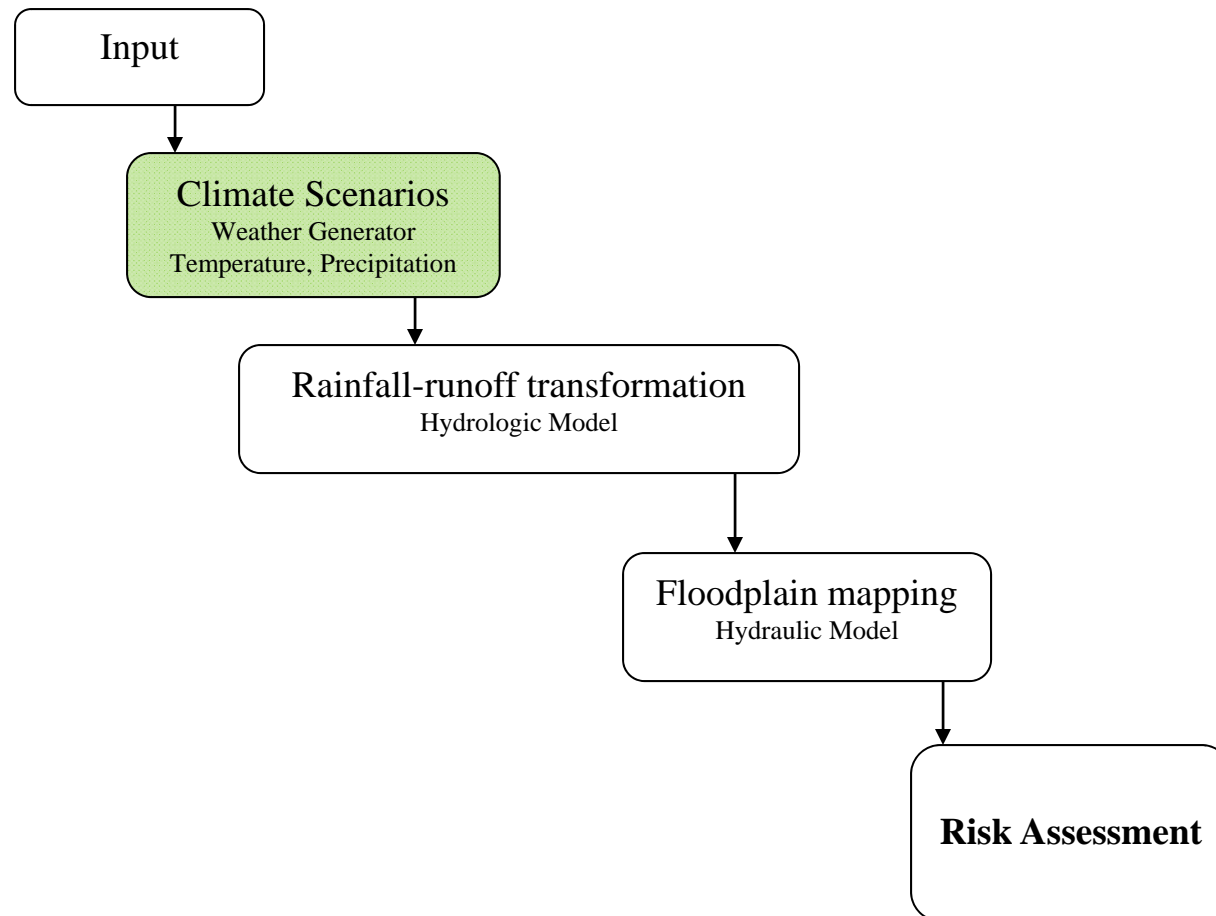 Input
Climate Scenarios
Weather Generator
Temperature, Precipitation
Rainfall-runoff transformation
Hydrologic Model
Floodplain mapping
Hydraulic Model
Risk Assessment